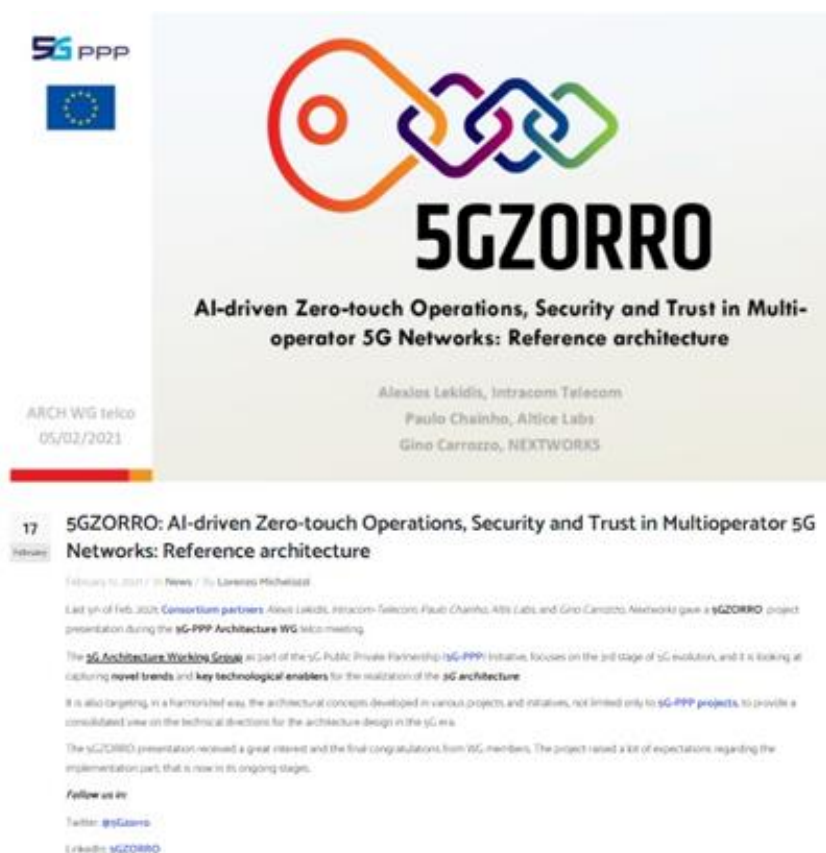 5G PPP
5GZORRO
AI-driven Zero-touch Operations, Security and Trust in Multi-
operator 5G Networks: Reference architecture
Alexios Lekidis, Intracom Telecom
Paulo Chainho, Altice Labs
Gino Carrozzo, NEXTWORKS
ARCH WG telco
05/02/2021
17
February
5GZORRO: AI-driven Zero-touch Operations, Security and Trust in Multioperator 5G
Networks: Reference architecture
/ in News / By Lorenzo Michelozzi
Last 5n of Feb, 2021 Consortium partners Alexis Lekidis, Intracom-Telecom; Paulo Chainho, Labs; and Gino Carrozzo, Nextworks gave a 5GZORRO project
presentation during the 5G-PPP Architecture WG telco meeting.
The 5G Architecture Working Group as part of the 5G Public Private Partnership (5G-PPP) Initiative, focuses on the 3rd stage of 5G evolution, and it is looking at
capturing novel trends and key technological enablers for the realization of the 5G architecture
It is also targeting, in a harmonized way, the architectural concepts developed in various projects and initiatives, not limited only to 5G-PPP projects, to provide a
consolidated view on the technical directions for the architecture design in the 5G era.
The 5GZORRO presentation received a great interest and the final congratulations from WG members. The project raised a lot of expectations regarding the
implementation part, that is now in its ongoing stages.
Follow us in:
Twitter: @5Gzorro
LinkedIn: 5GZORRO